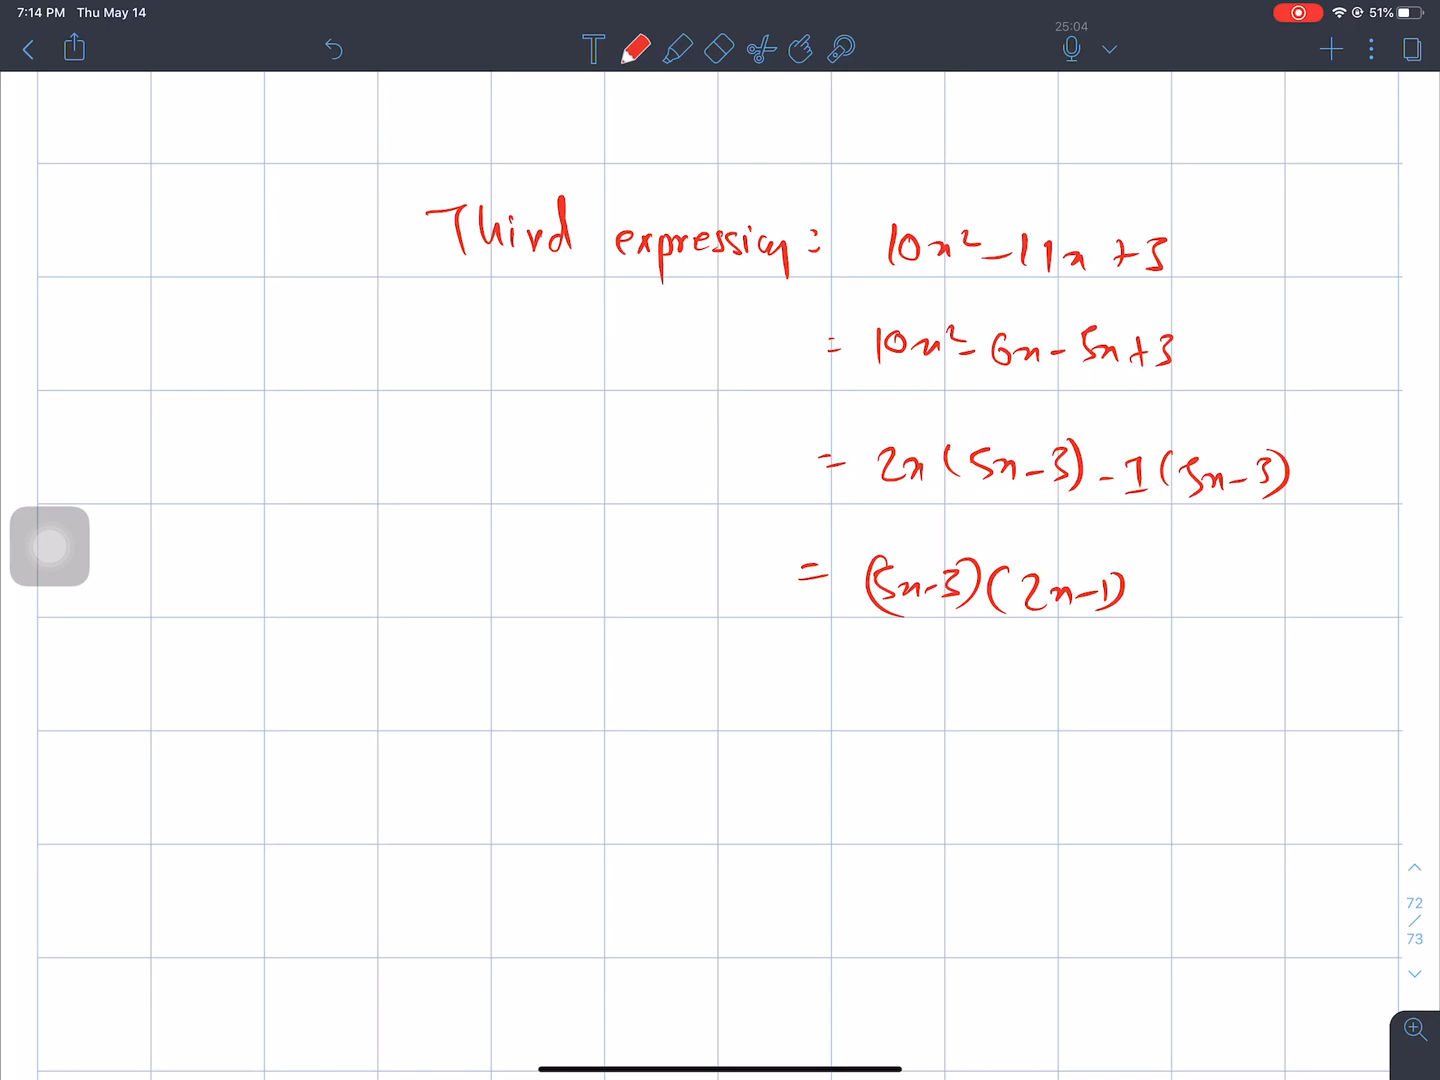 7:14 PM Thu May 14
51%
25:04
Third expression = 10x² - 11x + 3
= 10x² - 6x - 5x + 3
= 2x (5x - 3) - 1 (5x - 3)
= (5x - 3) (2x - 1)
72
/
73